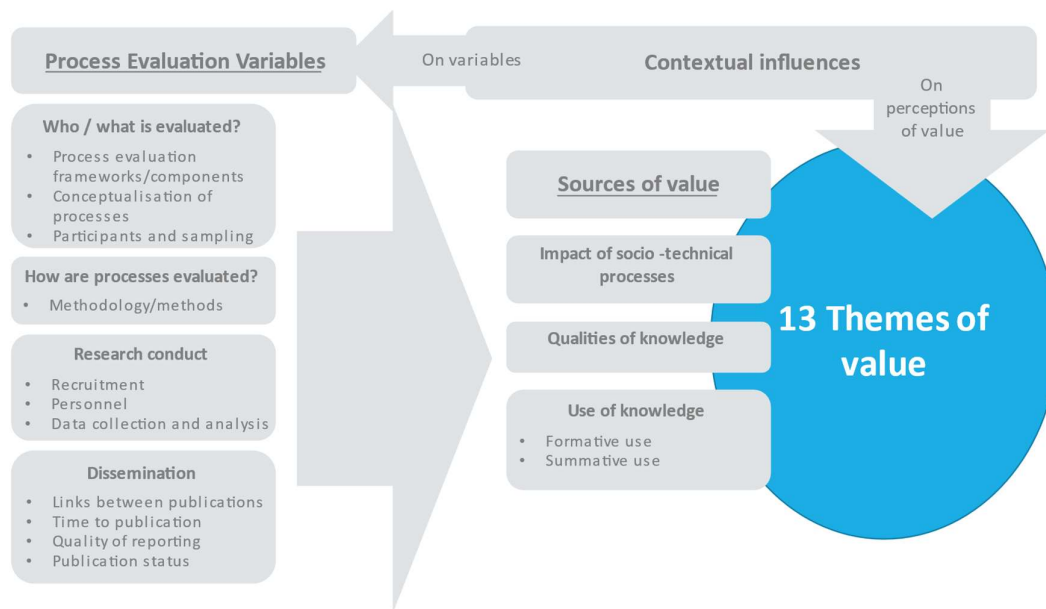 Process Evaluation Variables
On variables
Contextual influences
On
perceptions
of value
Who / what is evaluated?
• Process evaluation
frameworks/components
• Conceptualisation of
processes
• Participants and sampling
How are processes evaluated?
• Methodology/methods
Research conduct
• Recruitment
• Personnel
• Data collection and analysis
Dissemination
• Links between publications
• Time to publication
• Quality of reporting
• Publication status
Sources of value
Impact of socio -technical
processes
Qualities of knowledge
Use of knowledge
• Formative use
• Summative use
13 Themes of
value